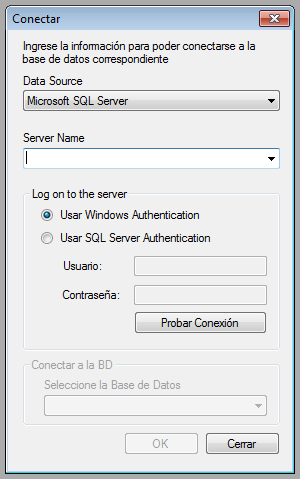 Conectar
Ingrese la información para poder conectarse a la
base de datos correspondiente
Data Source
Microsoft SQL Server
Server Name
Log on to the server
Usar Windows Authentication
Usar SQL Server Authentication
Usuario:
Contraseña:
Probar Conexión
Conectar a la BD
Seleccione la Base de Datos
OK
Cerrar